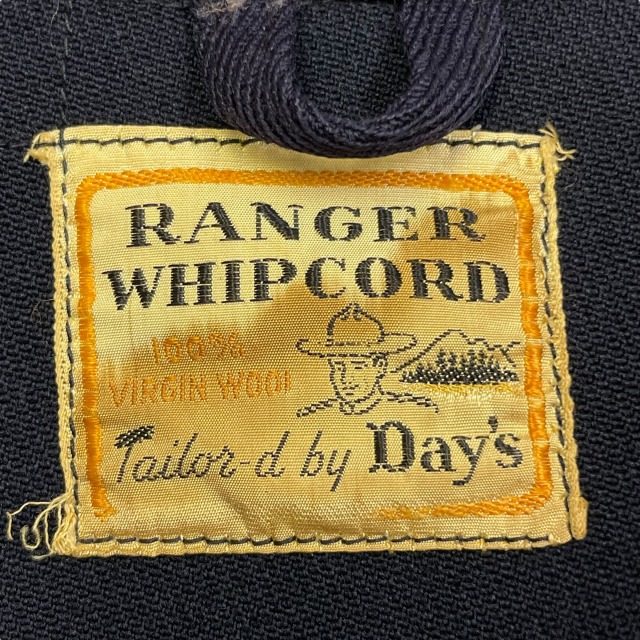 RANGER
WHIPCORD
100%
VIRGIN WOOL
Tailor-d by Day's